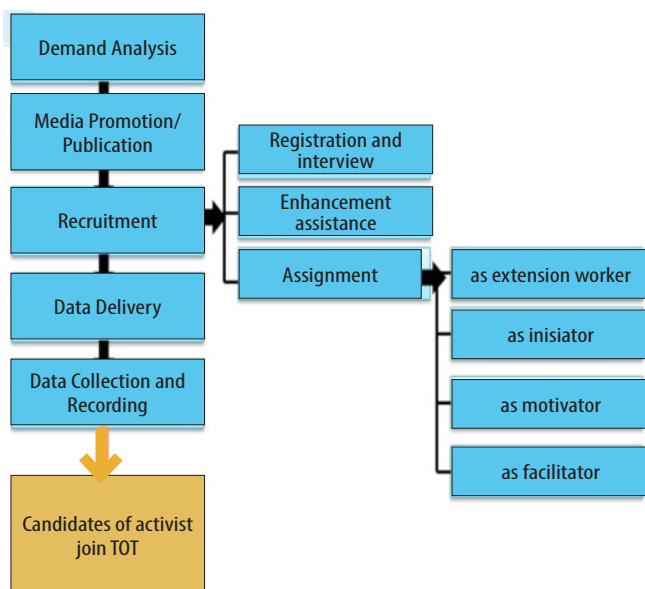 Demand Analysis
Media Promotion/
Publication
Recruitment
Data Delivery
Data Collection and
Recording
Candidates of activist
join TOT
Registration and
interview
Enhancement
assistance
Assignment
as extension worker
as inisiator
as motivator
as facilitator